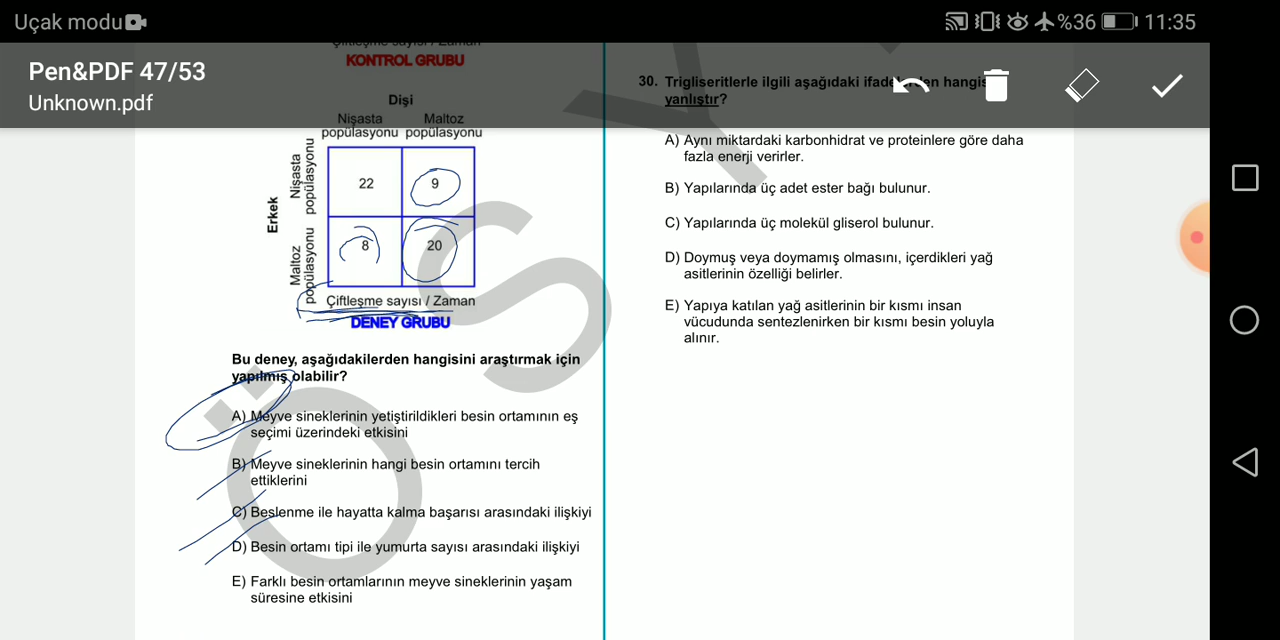 Uçak modu
%36
11:35
Pen&PDF 47/53
Unknown.pdf
Çiftleşme sayısı / Zaman
KONTROL GRUBU
Dişi
Nişasta popülasyonu
Maltoz popülasyonu
Erkek
Nişasta popülasyonu
22
9
Maltoz popülasyonu
8
20
Çiftleşme sayısı / Zaman
DENEY GRUBU
Bu deney, aşağıdakilerden hangisini araştırmak için
yapılmış olabilir?
A) Meyve sineklerinin yetiştirildikleri besin ortamının eş
seçimi üzerindeki etkisini
B) Meyve sineklerinin hangi besin ortamını tercih
ettiklerini
C) Beslenme ile hayatta kalma başarısı arasındaki ilişkiyi
D) Besin ortamı tipi ile yumurta sayısı arasındaki ilişkiyi
E) Farklı besin ortamlarının meyve sineklerinin yaşam
süresine etkisini
30. Trigliseritlerle ilgili aşağıdaki ifadelerden hangis
yanlıştır?
A) Aynı miktardaki karbonhidrat ve proteinlere göre daha
fazla enerji verirler.
B) Yapılarında üç adet ester bağı bulunur.
C) Yapılarında üç molekül gliserol bulunur.
D) Doymuş veya doymamış olmasını, içerdikleri yağ
asitlerinin özelliği belirler.
E) Yapıya katılan yağ asitlerinin bir kısmı insan
vücudunda sentezlenirken bir kısmı besin yoluyla
alınır.
ÖSY